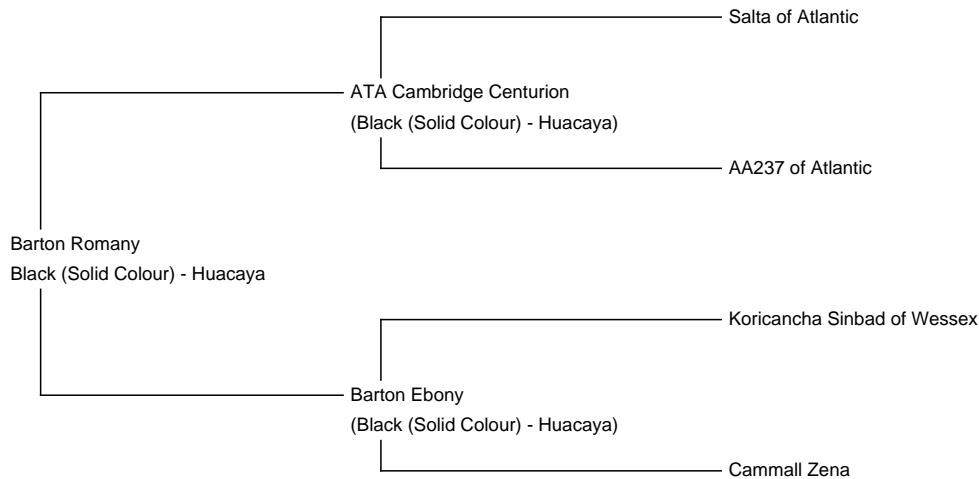 Salta of Atlantic
ATA Cambridge Centurion
(Black (Solid Colour) - Huacaya)
AA237 of Atlantic
Barton Romany
Black (Solid Colour) - Huacaya
Koricancha Sinbad of Wessex
Barton Ebony
(Black (Solid Colour) - Huacaya)
Cammall Zena